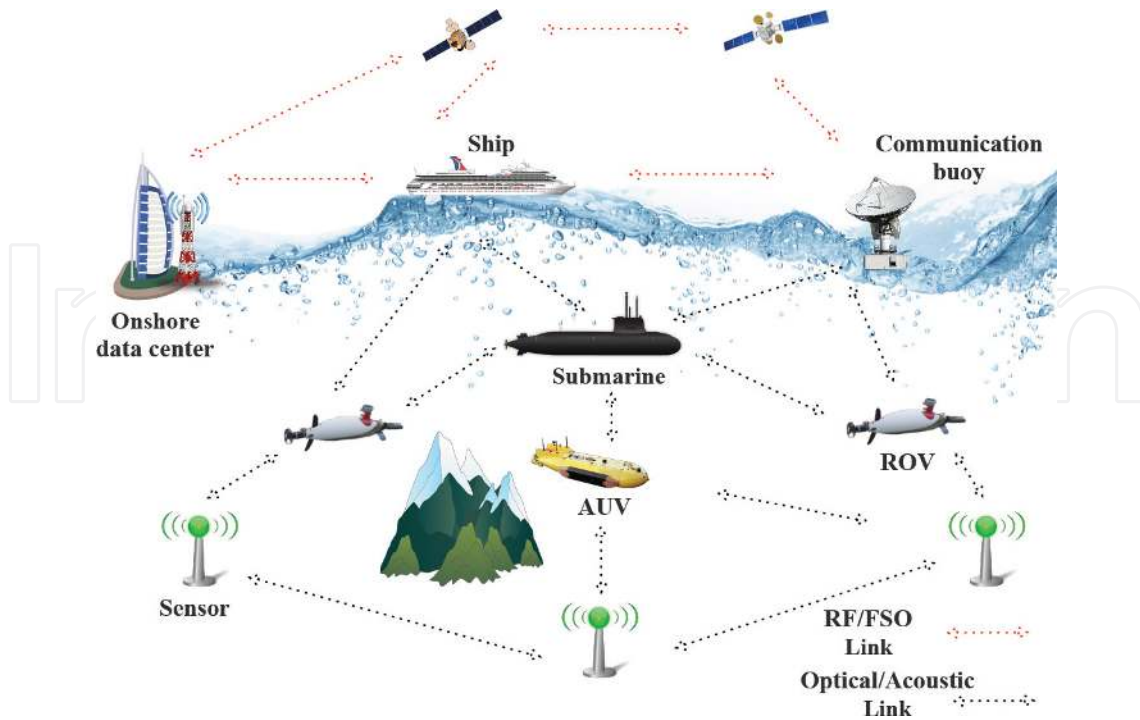 Ship
Communication
buoy
Onshore
data center
Submarine
ROV
AUV
Sensor
RF/FSO
Link
Optical/Acoustic
Link